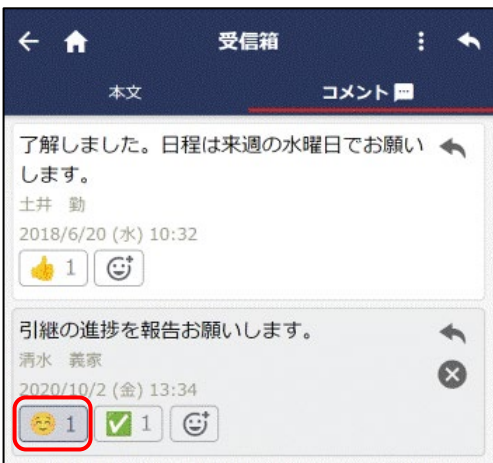 受信箱
本文 コメント
了解しました。日程は来週の水曜日でお願い
します。
土井 勤
2018/6/20 (水) 10:32
1
引継の進捗を報告お願いします。
清水 義家
2020/10/2 (金) 13:34
1 1